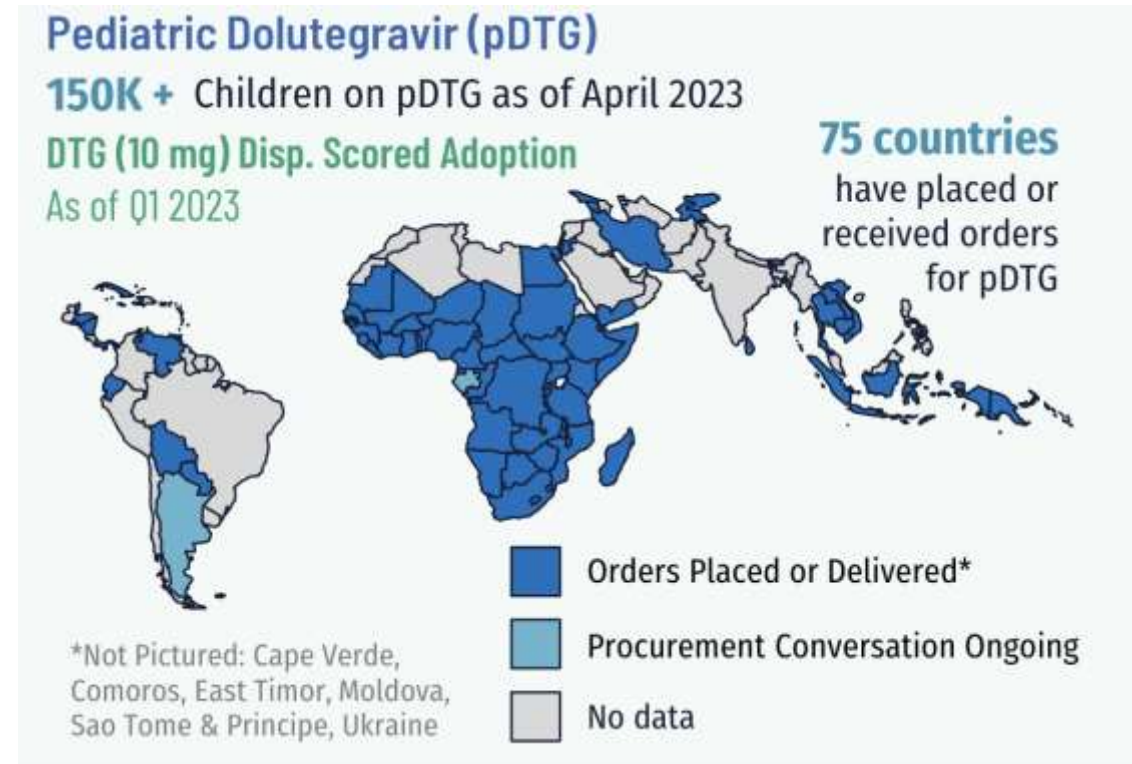 Pediatric Dolutegravir (pDTG)
150K + Children on pDTG as of April 2023
DTG (10 mg) Disp. Scored Adoption
As of Q1 2023
75 countries
have placed or
received orders
for pDTG
Orders Placed or Delivered*
Procurement Conversation Ongoing
No data
*Not Pictured: Cape Verde,
Comoros, East Timor, Moldova,
Sao Tome & Principe, Ukraine